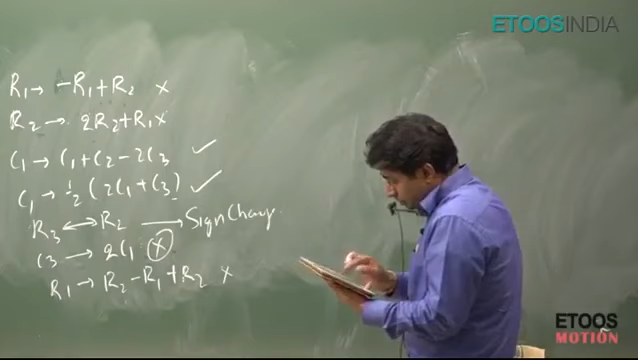 ETOOSINDIA
R₁→ -R₁+R₂ ×
R₂→ 2R₂+R₁×
C₁→ C₁+C₂-2C₃ ✓
C₁→ ½ (2C₁+C₃) ✓
R₃↔R₂ → Sign Chang.
C₃→ 2C₁ ⊗
R₁→ R₂-R₁+R₂ ×
ETOOS
MOTION